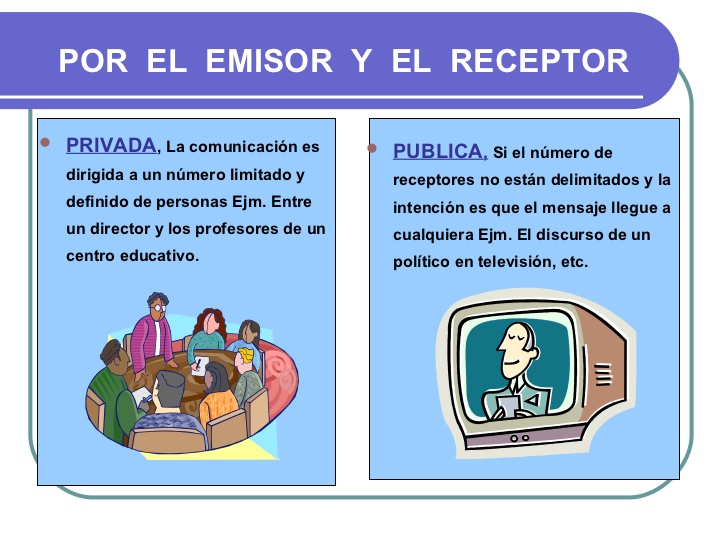 POR EL EMISOR Y EL RECEPTOR
PRIVADA, La comunicación es
dirigida a un número limitado y
definido de personas Ejm. Entre
un director y los profesores de un
centro educativo.
PUBLICA, Si el número de
receptores no están delimitados y la
intención es que el mensaje llegue a
cualquiera Ejm. El discurso de un
político en televisión, etc.